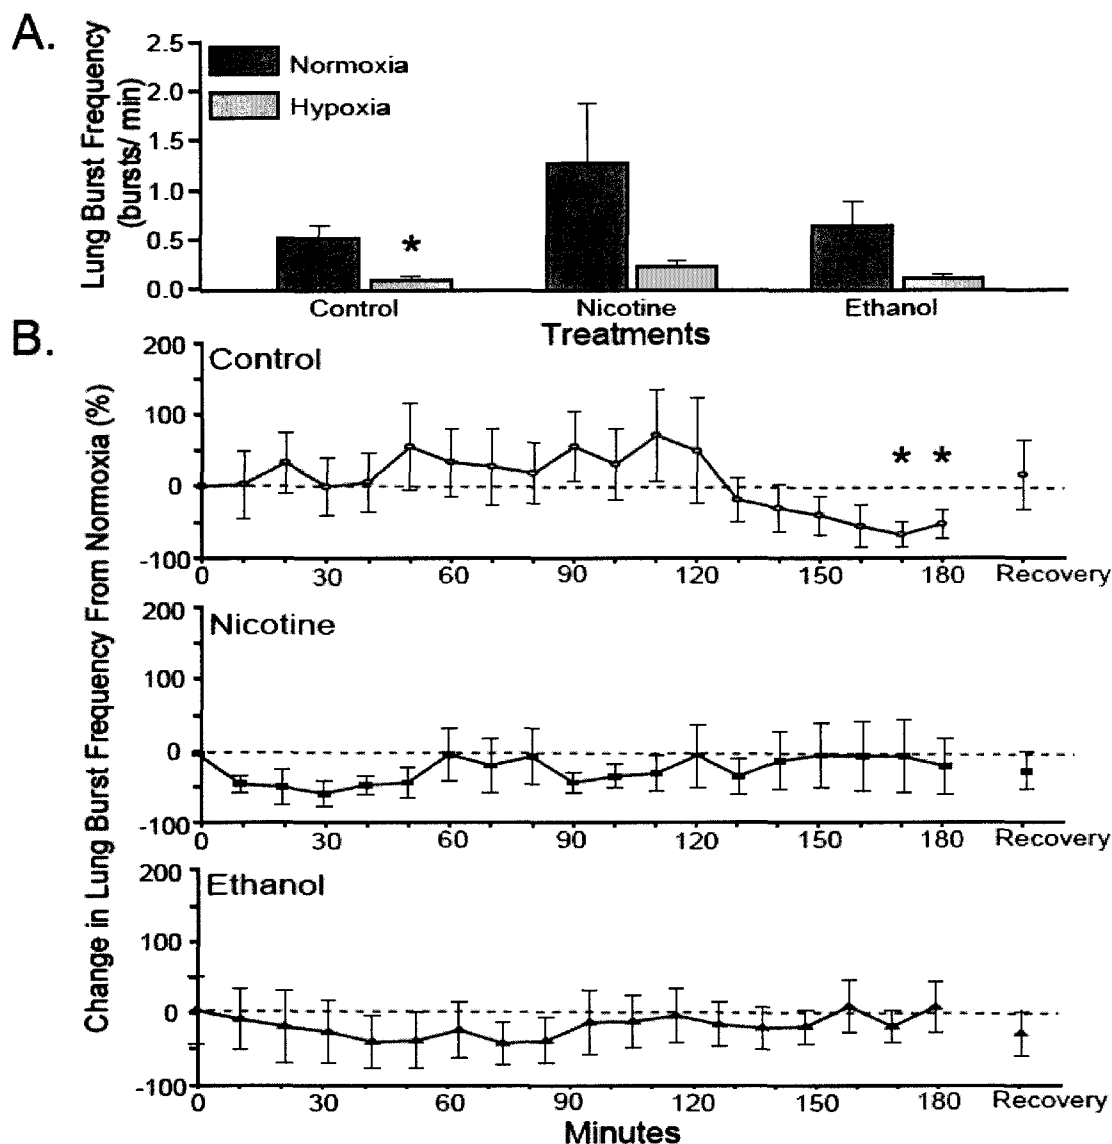 A.
Lung Burst Frequency
(bursts/ min)
2.5
2.0
1.5
1.0
0.5
0.0
Normoxia
Hypoxia
*
Control Nicotine Ethanol
Treatments
B.
Change in Lung Burst Frequency From Normoxia (%)
200
Control
100
0
-100
* *
0 30 60 90 120 150 180 Recovery
200
Nicotine
100
0
-100
0 30 60 90 120 150 180 Recovery
200
Ethanol
100
0
-100
0 30 60 90 120 150 180 Recovery
Minutes